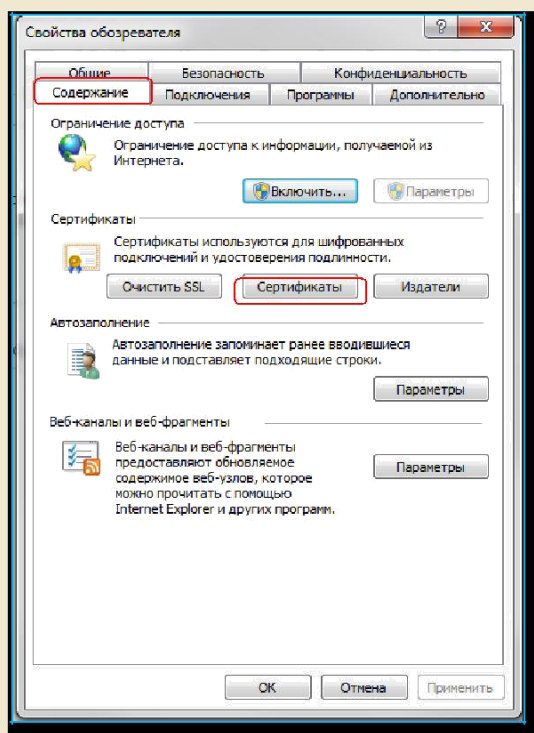 Свойства обозревателя
Общие Безопасность Конфиденциальность
Содержание Подключения Программы Дополнительно
Ограничение доступа
Ограничение доступа к информации, получаемой из
Интернета.
Включить... Параметры
Сертификаты
Сертификаты используются для шифрованных
подключений и удостоверения подлинности.
Очистить SSL Сертификаты Издатели
Автозаполнение
Автозаполнение запоминает ранее вводившиеся
данные и подставляет подходящие строки.
Параметры
Веб-каналы и веб-фрагменты
Веб-каналы и веб-фрагменты
предоставляют обновляемое
содержимое веб-узлов, которое
можно прочитать с помощью
Internet Explorer и других программ.
Параметры
ОК Отмена Применить